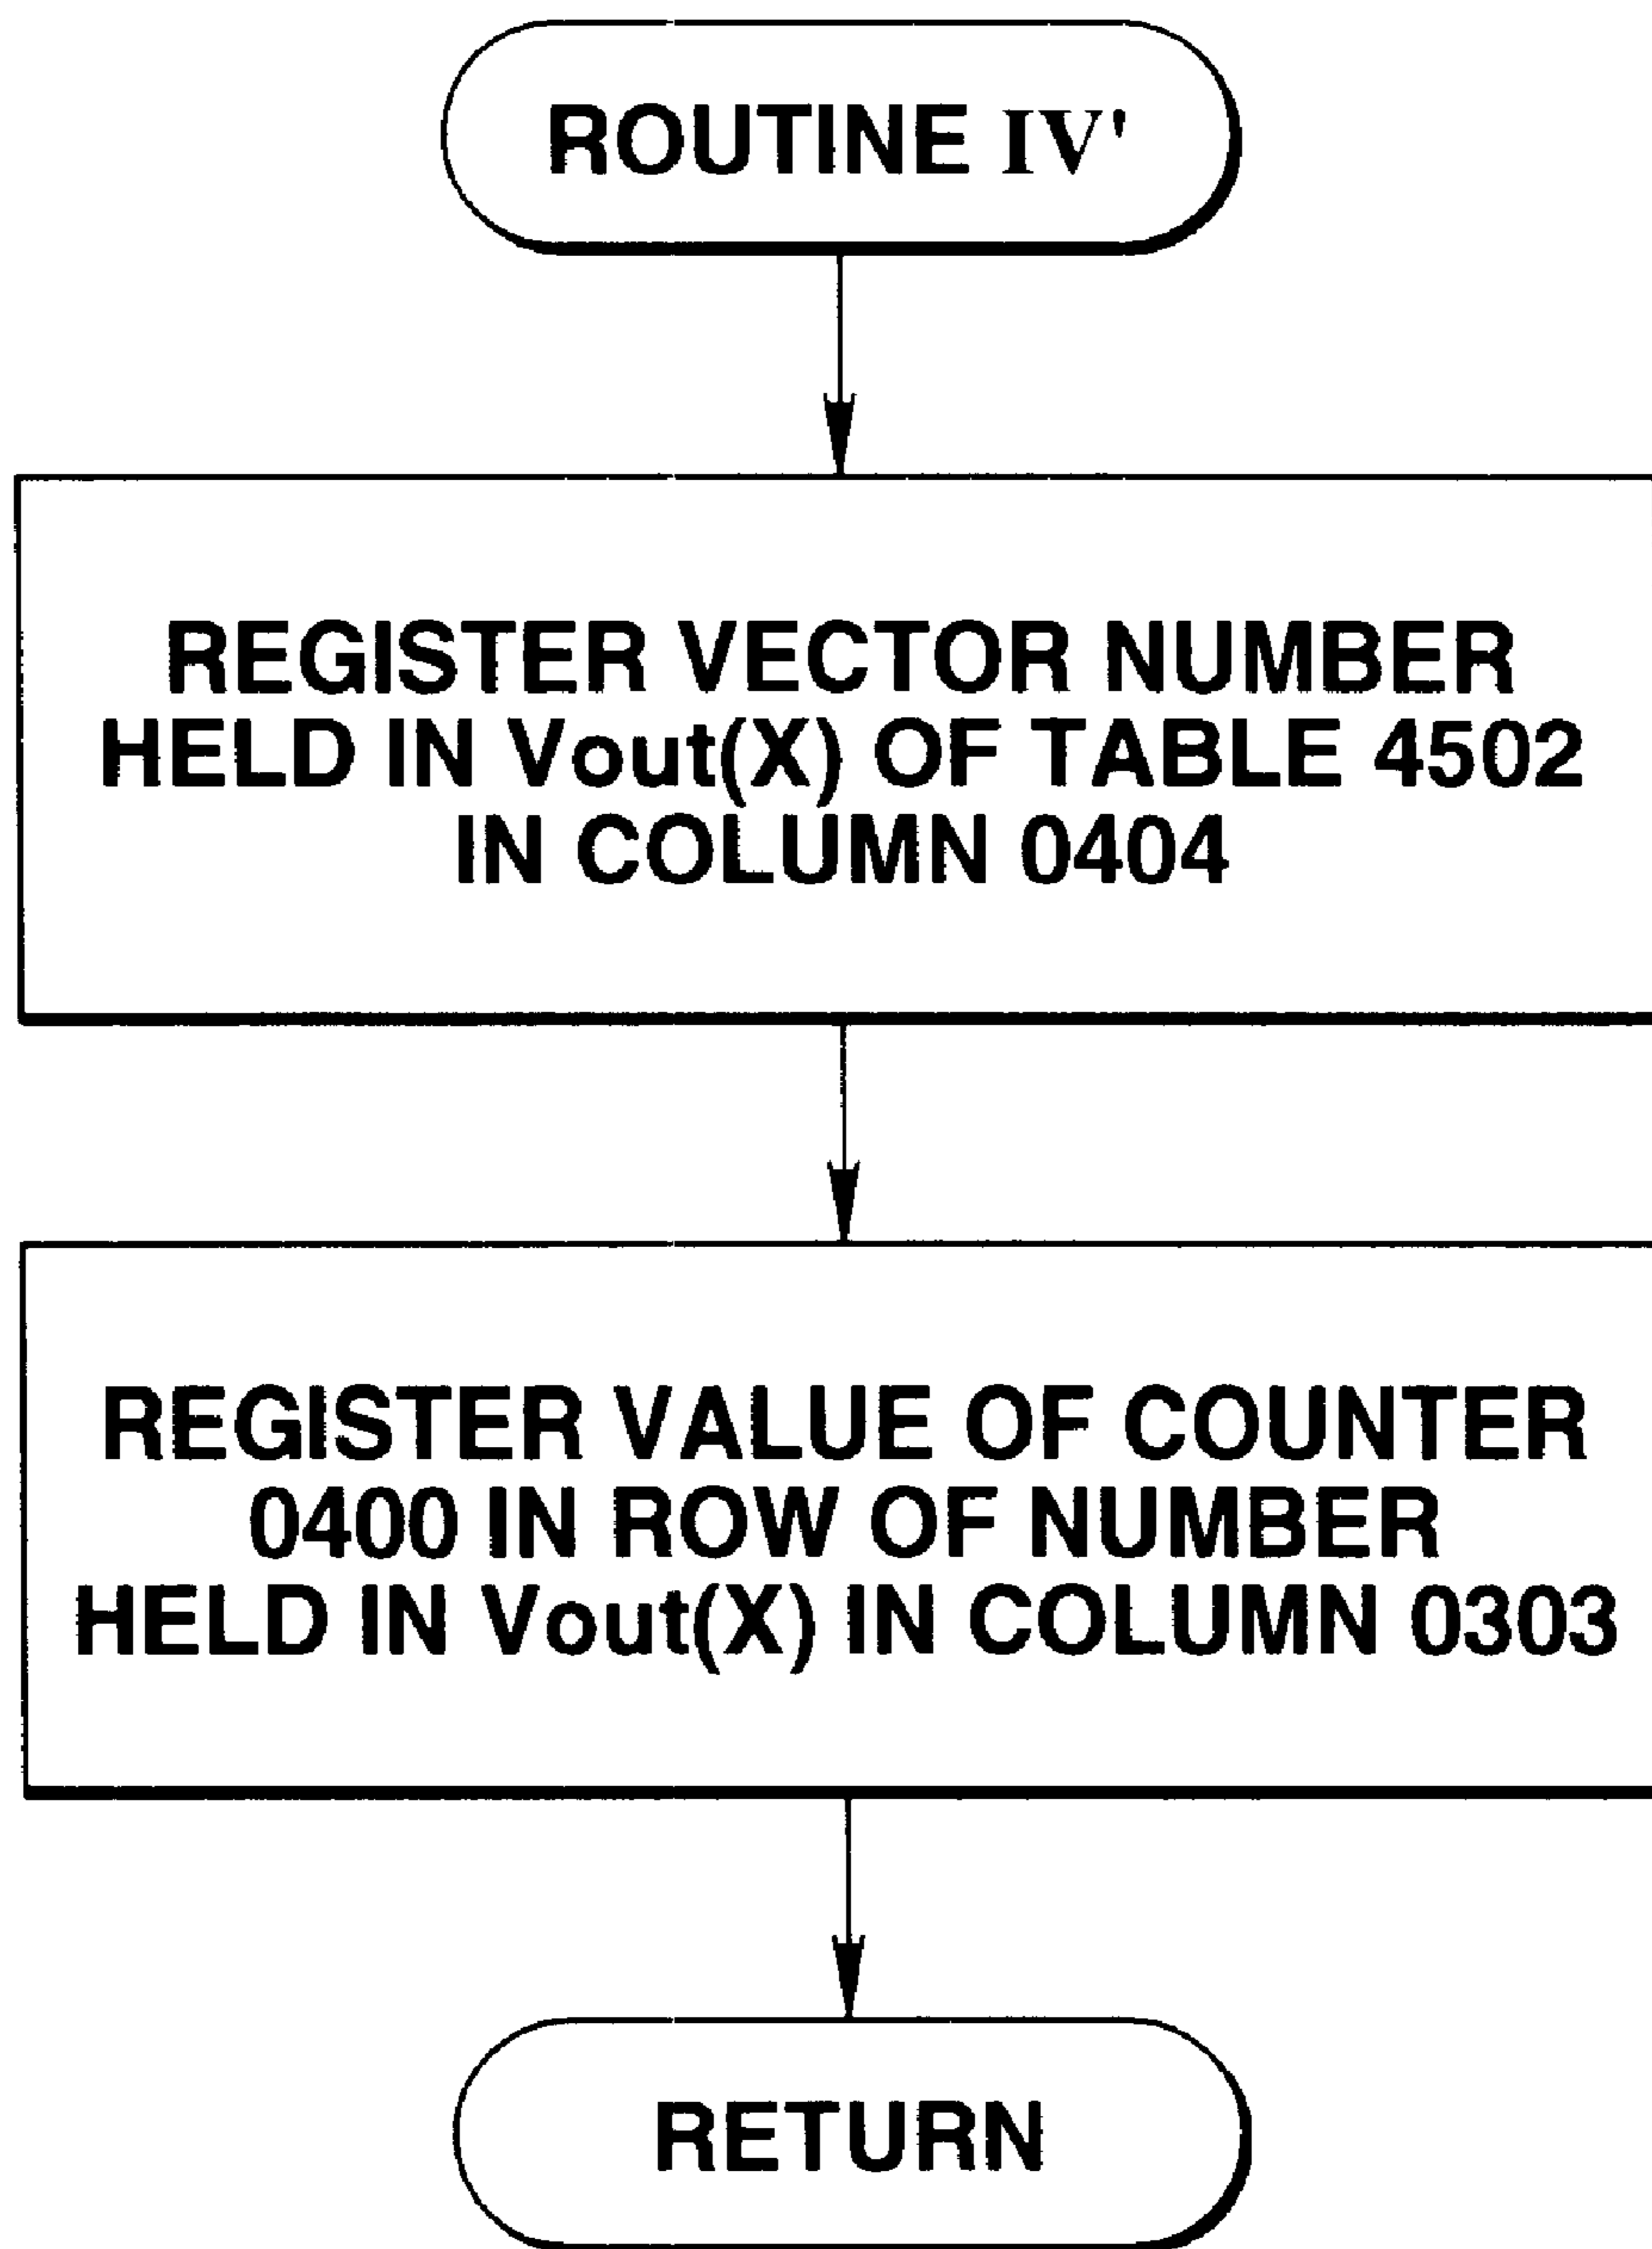 ROUTINE IV'
REGISTER VECTOR NUMBER
HELD IN Vout(X) OF TABLE 4502
IN COLUMN 0404
REGISTER VALUE OF COUNTER
0400 IN ROW OF NUMBER
HELD IN Vout(X) IN COLUMN 0303
RETURN